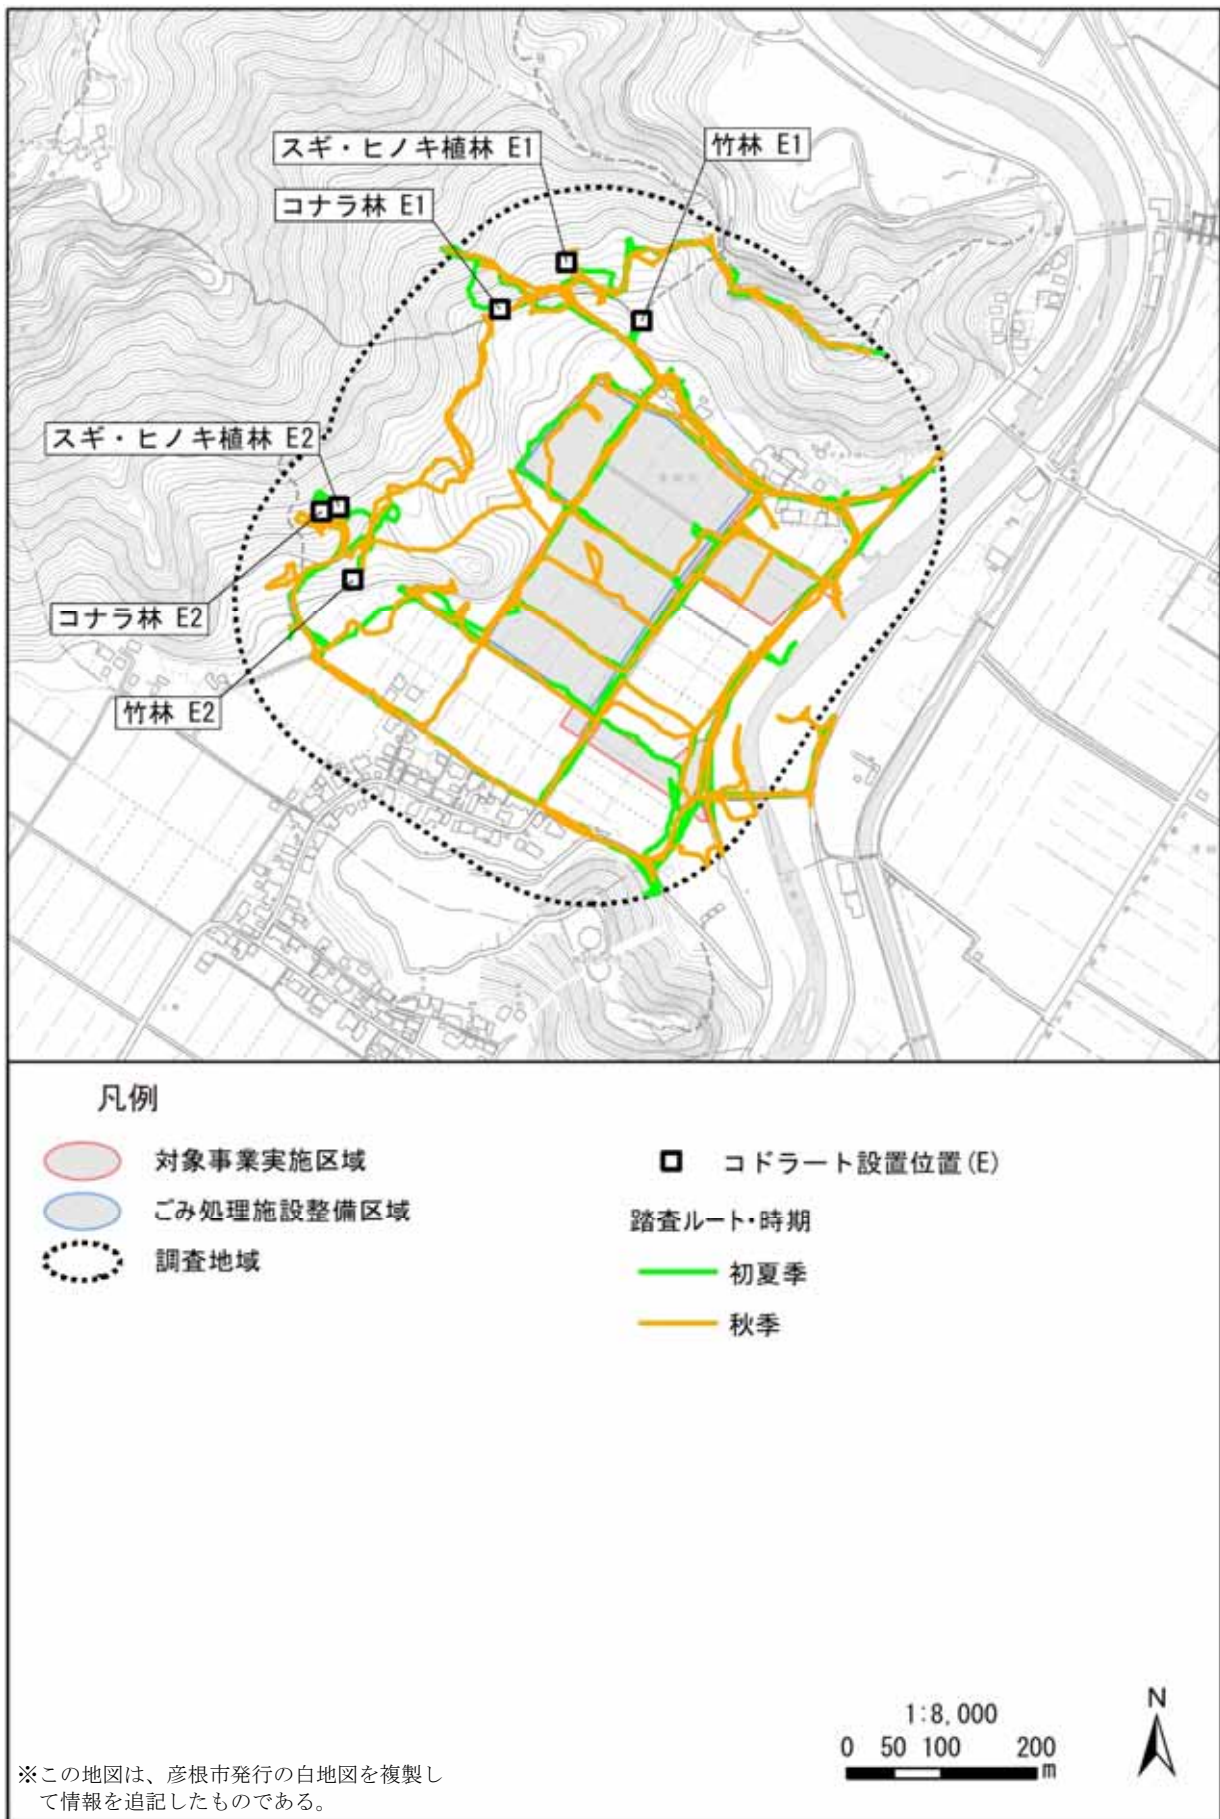 スギ・ヒノキ植林 E1
竹林 E1
コナラ林 E1
スギ・ヒノキ植林 E2
コナラ林 E2
竹林 E2
凡例
対象事業実施区域
ごみ処理施設整備区域
調査地域
コドラート設置位置(E)
踏査ルート・時期
初夏季
秋季
1:8,000
0 50 100 200
m
N
※この地図は、彦根市発行の白地図を複製し
て情報を追記したものである。